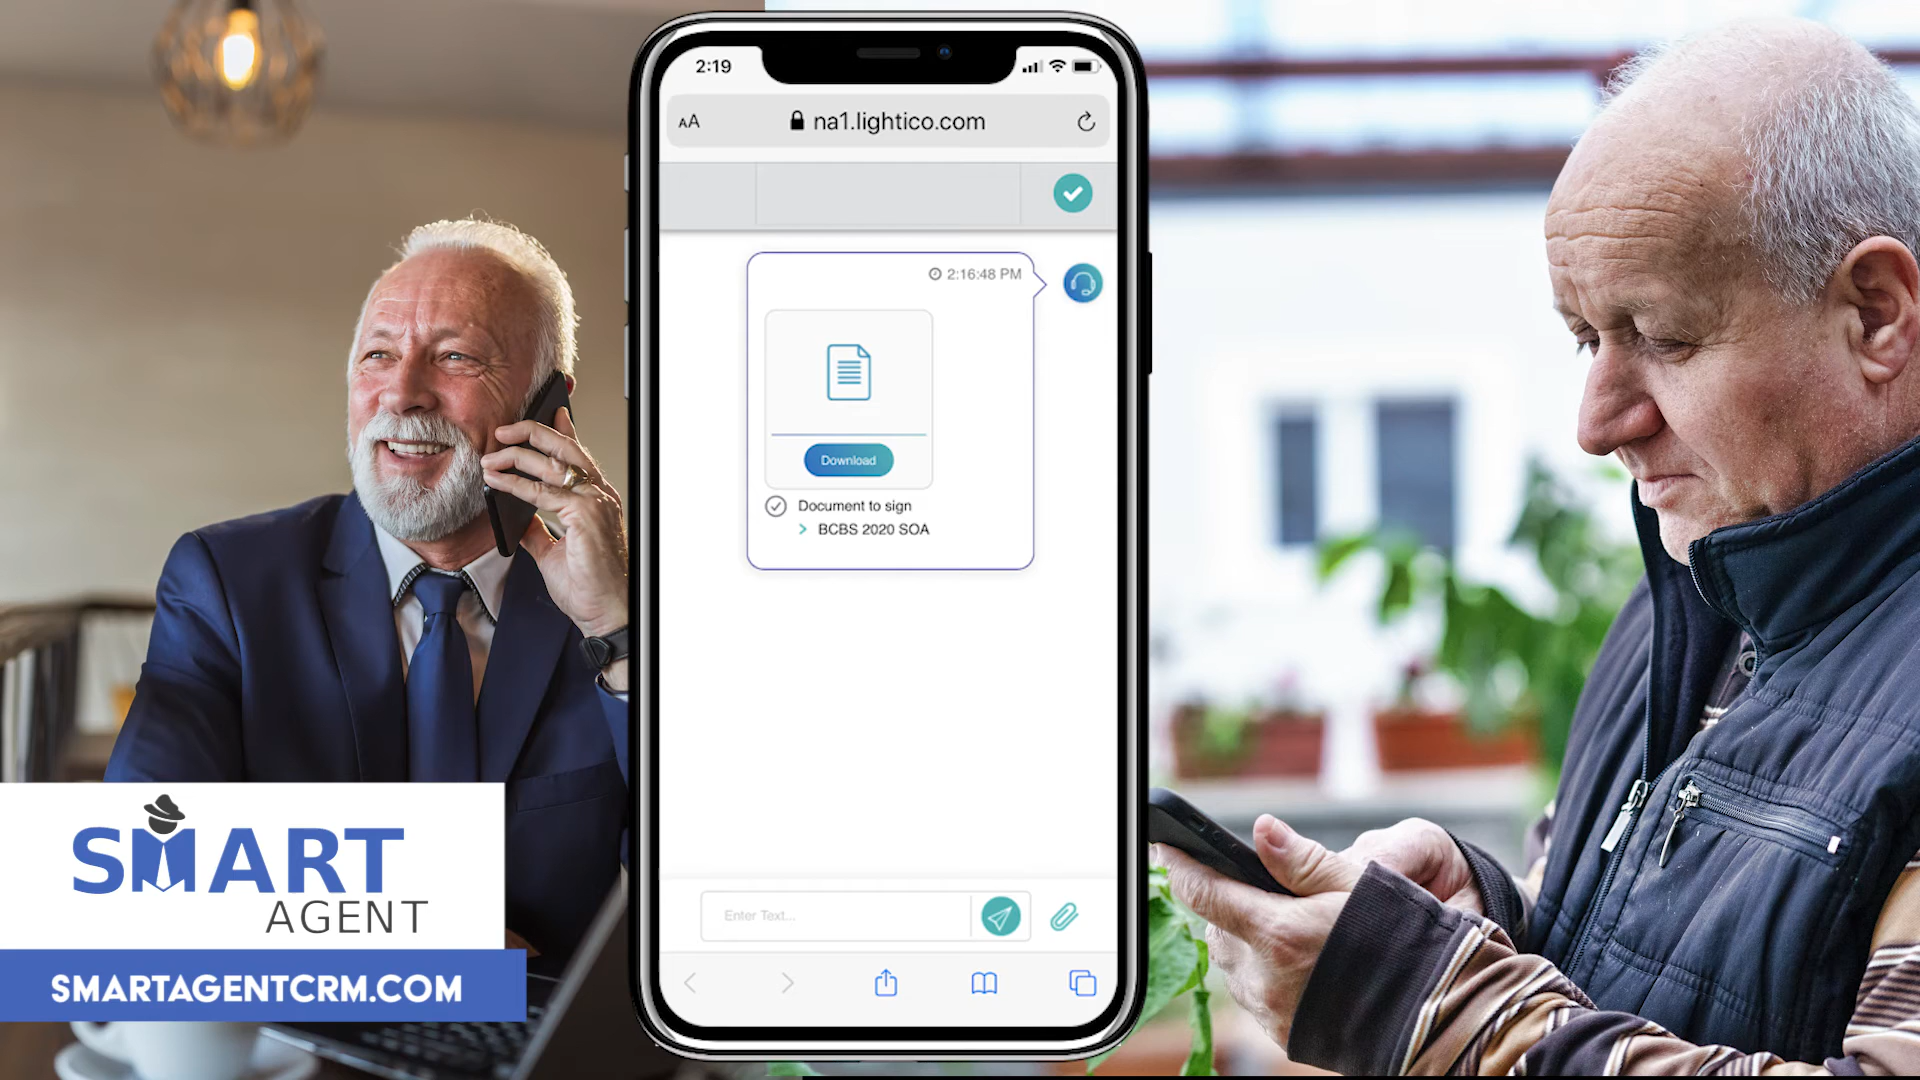 2:19
AA
na1.lightico.com
2:16:48 PM
Download
Document to sign
BCBS 2020 SOA
Enter Text...
SMART
AGENT
SMARTAGENTCRM.COM